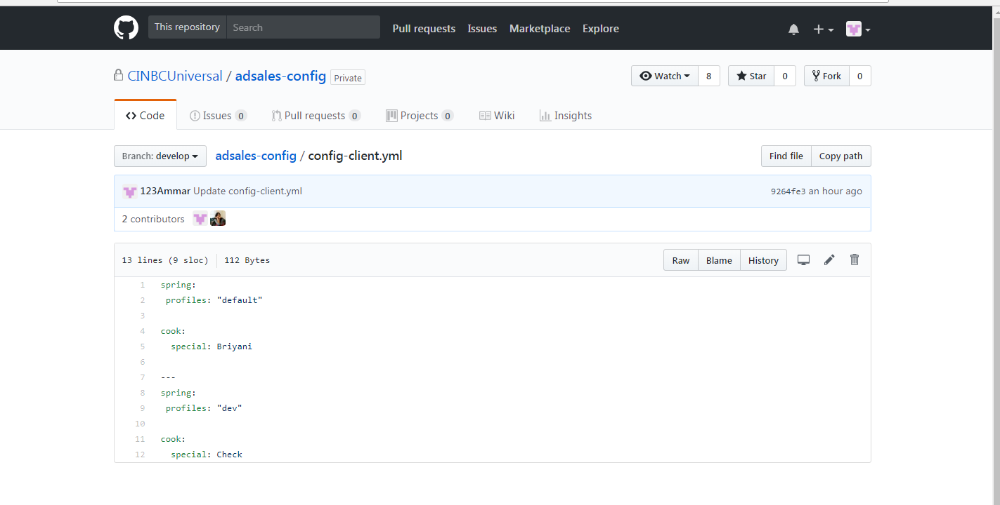 This repository Search Pull requests Issues Marketplace Explore
CINBCUniversal / adsales-config Private Watch 8 Star 0 Fork 0
Code Issues 0 Pull requests 0 Projects 0 Wiki Insights
Branch: develop adsales-config / config-client.yml Find file Copy path
123Ammar Update config-client.yml 9264fe3 an hour ago
2 contributors
13 lines (9 sloc) 112 Bytes Raw Blame History
1 spring:
2 profiles: "default"
3
4 cook:
5 special: Briyani
6
7 ---
8 spring:
9 profiles: "dev"
10
11 cook:
12 special: Check